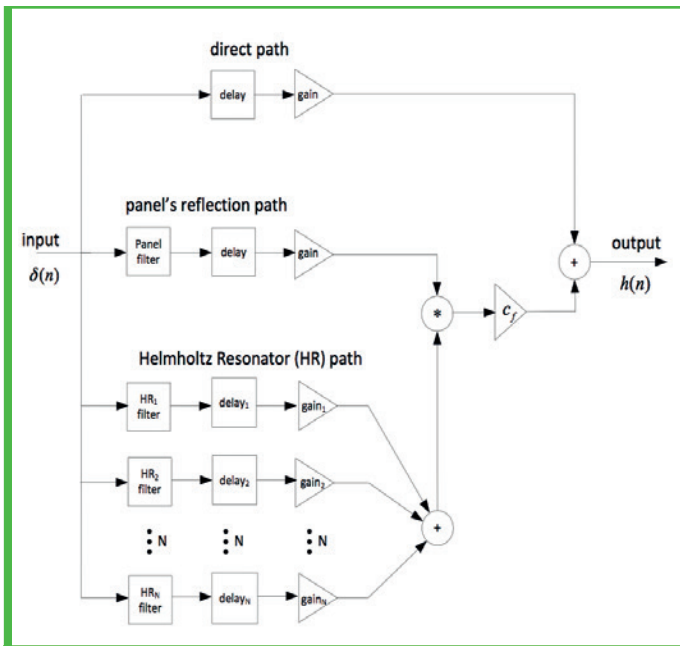 direct path
delay
gain
panel's reflection path
input
δ(n)
Panel
filter
delay
gain
+
output
h(n)
*
c_f
Helmholtz Resonator (HR) path
HR₁
filter
delay₁
gain₁
HR₂
filter
delay₂
gain₂
+
⋮ N
⋮ N
⋮ N
HR_N
filter
delay_N
gain_N